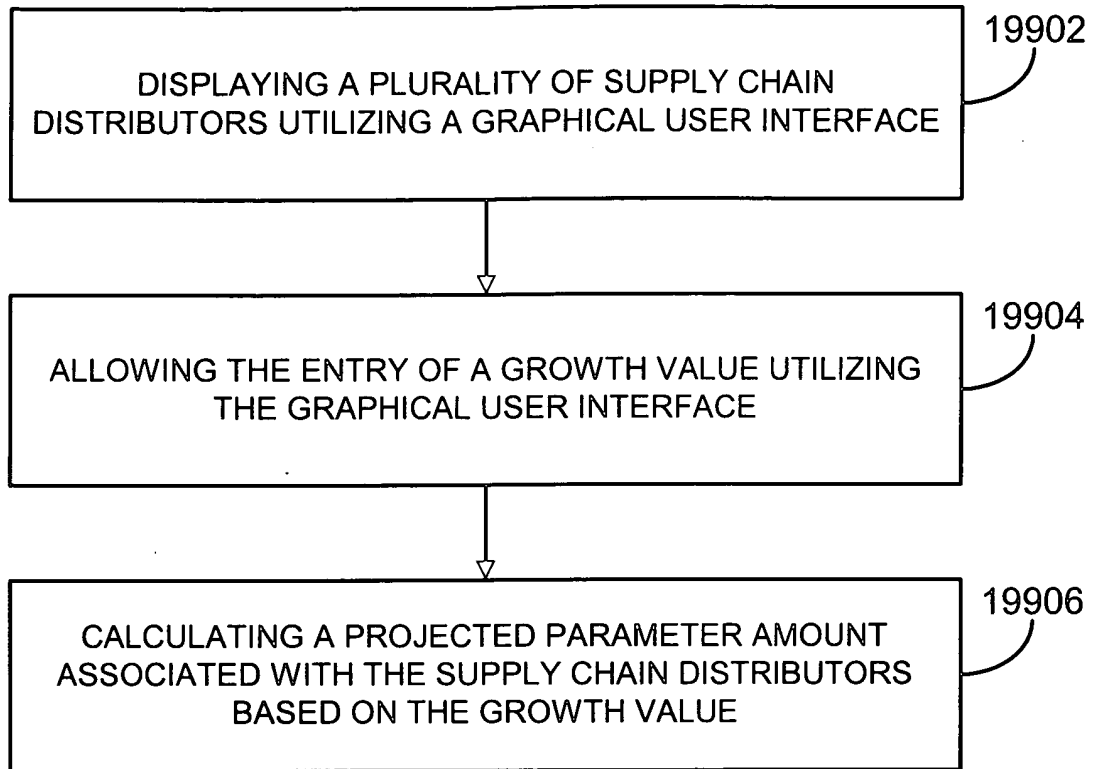 19902
DISPLAYING A PLURALITY OF SUPPLY CHAIN
DISTRIBUTORS UTILIZING A GRAPHICAL USER INTERFACE
19904
ALLOWING THE ENTRY OF A GROWTH VALUE UTILIZING
THE GRAPHICAL USER INTERFACE
19906
CALCULATING A PROJECTED PARAMETER AMOUNT
ASSOCIATED WITH THE SUPPLY CHAIN DISTRIBUTORS
BASED ON THE GROWTH VALUE